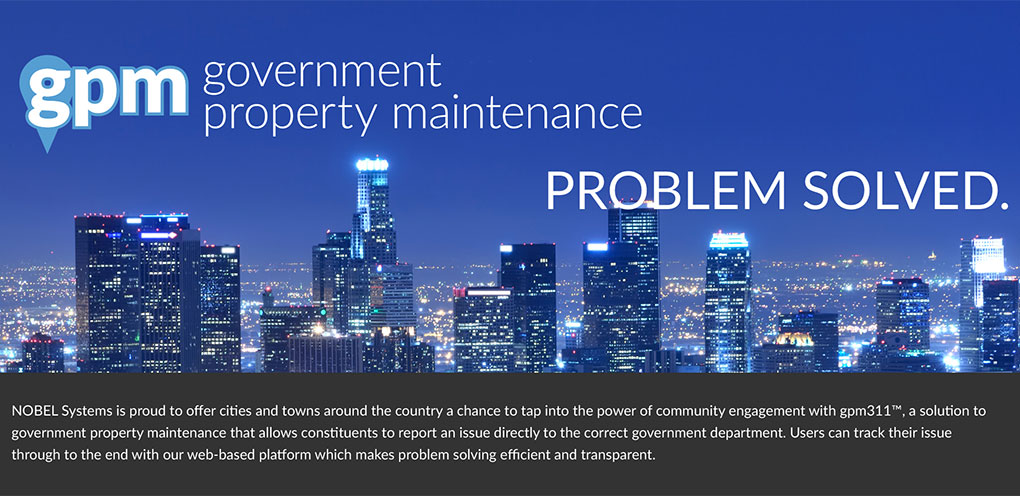 gpm
government
property maintenance
PROBLEM SOLVED.
NOBEL Systems is proud to offer cities and towns around the country a chance to tap into the power of community engagement with gpm311™, a solution to
government property maintenance that allows constituents to report an issue directly to the correct government department. Users can track their issue
through to the end with our web-based platform which makes problem solving efficient and transparent.